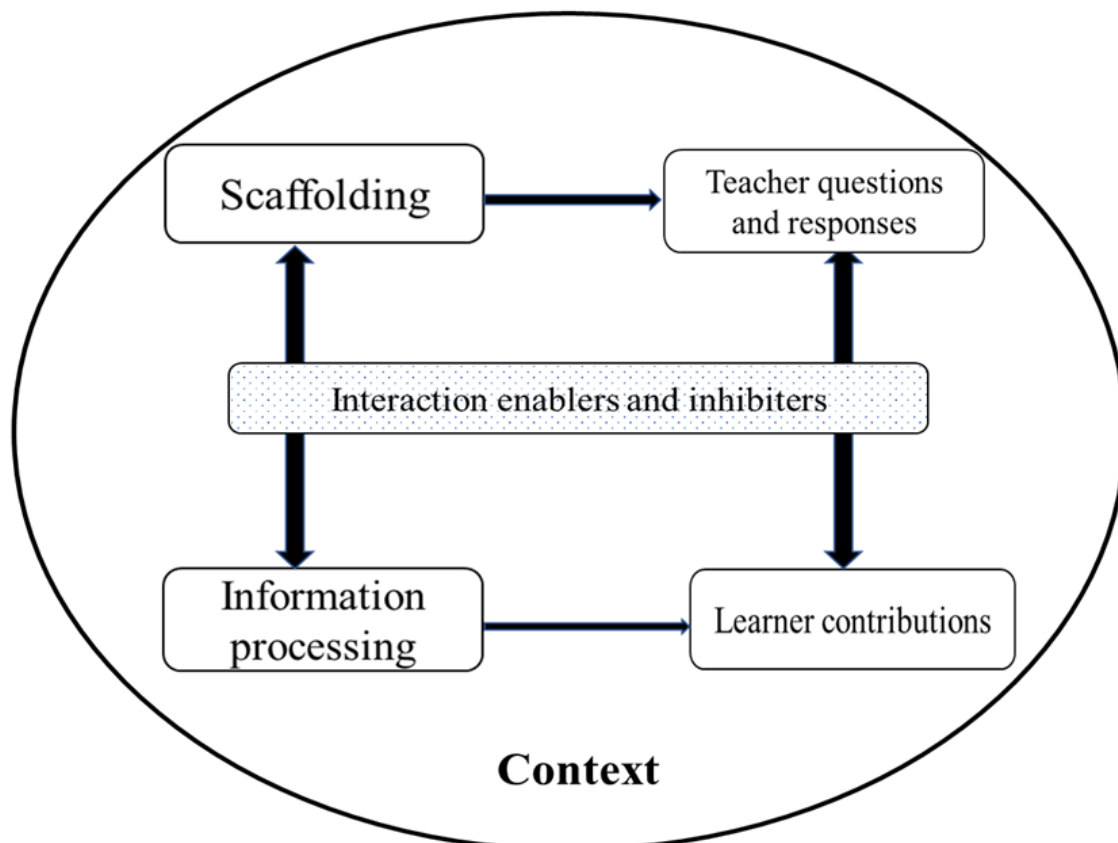 Scaffolding
Teacher questions
and responses
Interaction enablers and inhibiters
Information
processing
Learner contributions
Context